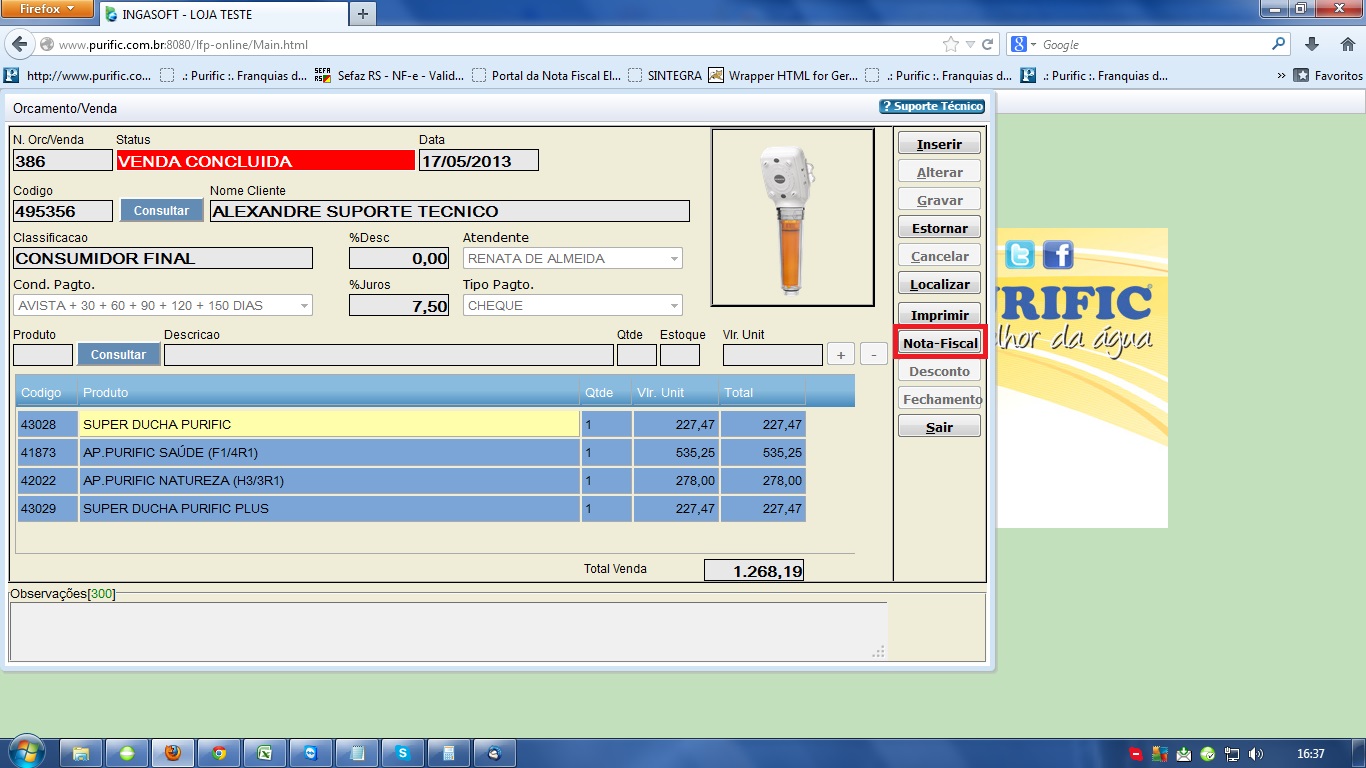 Firefox
INGASOFT - LOJA TESTE
www.purific.com.br:8080/lfp-online/Main.html
Google
http://www.purific.co...
.: Purific :. Franquias d...
Sefaz RS - NF-e - Valid...
Portal da Nota Fiscal El...
SINTEGRA
Wrapper HTML for Ger...
.: Purific :. Franquias d...
.: Purific :. Franquias d...
»
Favoritos
Orcamento/Venda
? Suporte Técnico
N. Orc/Venda Status Data
386 VENDA CONCLUIDA 17/05/2013
Codigo Nome Cliente
495356 Consultar ALEXANDRE SUPORTE TECNICO
Classificacao %Desc Atendente
CONSUMIDOR FINAL 0,00 RENATA DE ALMEIDA
Cond. Pagto. %Juros Tipo Pagto.
AVISTA + 30 + 60 + 90 + 120 + 150 DIAS 7,50 CHEQUE
Produto Descricao Qtde Estoque Vlr. Unit
Consultar + -
Codigo Produto Qtde Vlr. Unit Total
43028 SUPER DUCHA PURIFIC 1 227,47 227,47
41873 AP.PURIFIC SAÚDE (F1/4R1) 1 535,25 535,25
42022 AP.PURIFIC NATUREZA (H3/3R1) 1 278,00 278,00
43029 SUPER DUCHA PURIFIC PLUS 1 227,47 227,47
Total Venda 1.268,19
Observações[300]
Inserir
Alterar
Gravar
Estornar
Cancelar
Localizar
Imprimir
Nota-Fiscal
Desconto
Fechamento
Sair
URIFIC®
lhor da água
16:37